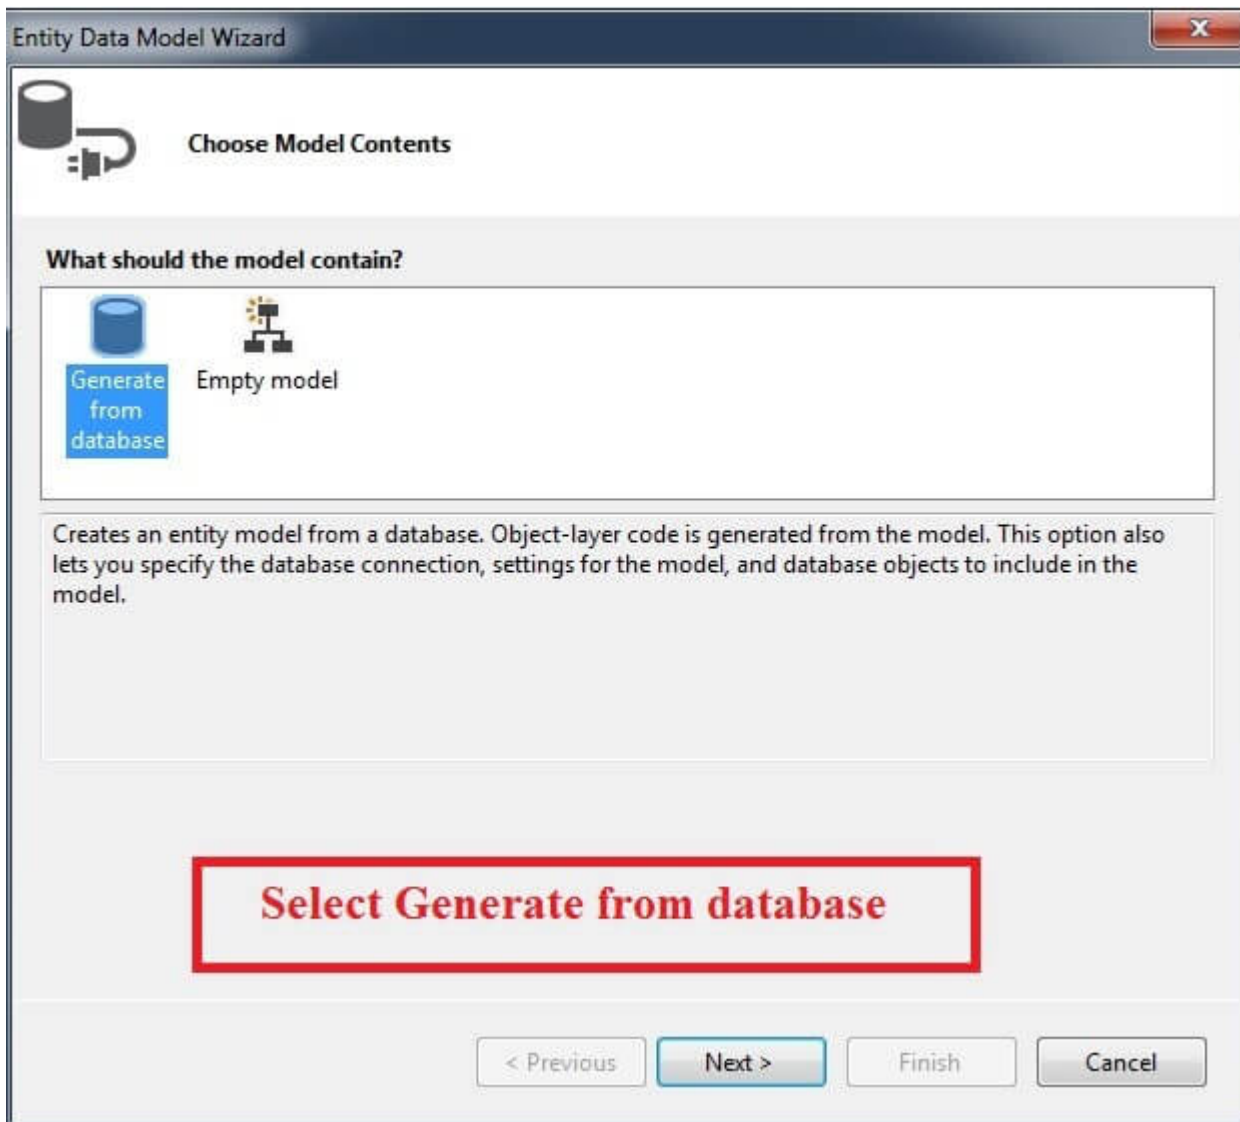 Entity Data Model Wizard
Choose Model Contents
What should the model contain?
Generate
from
database
Empty model
Creates an entity model from a database. Object-layer code is generated from the model. This option also
lets you specify the database connection, settings for the model, and database objects to include in the
model.
Select Generate from database
< Previous
Next >
Finish
Cancel